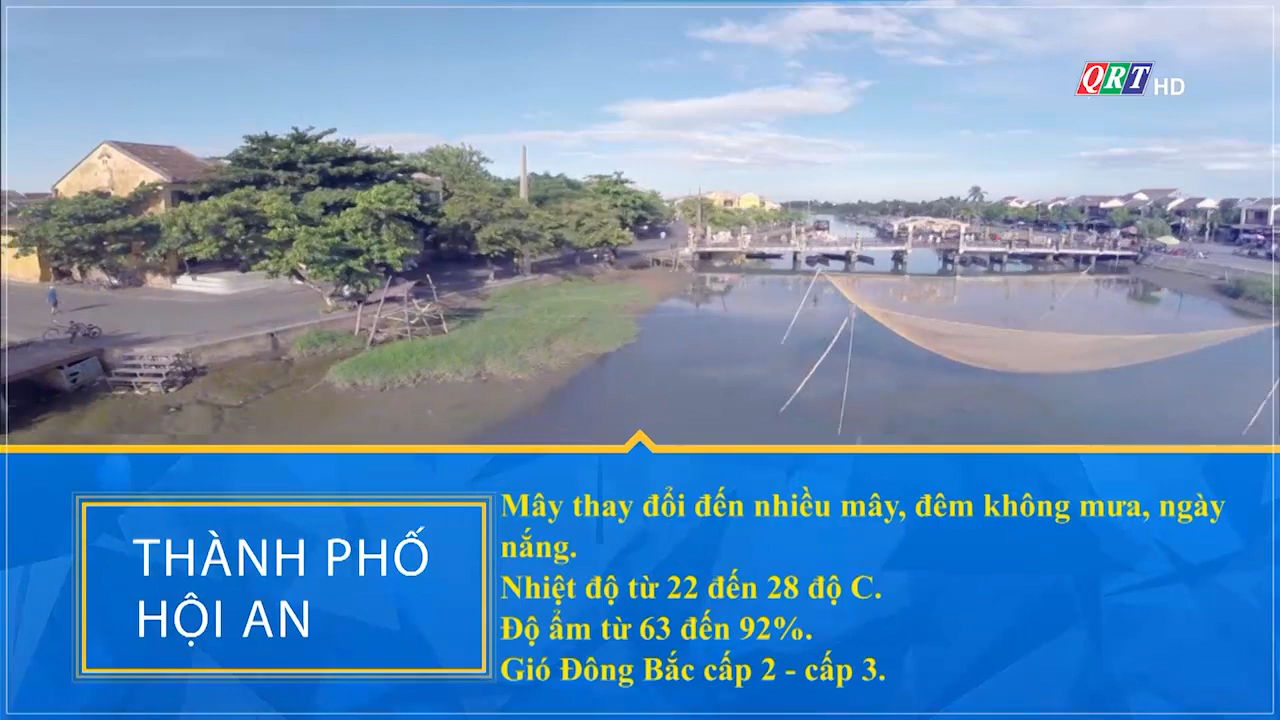 QRT HD
Mây thay đổi đến nhiều mây, đêm không mưa, ngày
nắng.
THÀNH PHỐ
HỘI AN
Nhiệt độ từ 22 đến 28 độ C.
Độ ẩm từ 63 đến 92%.
Gió Đông Bắc cấp 2 - cấp 3.